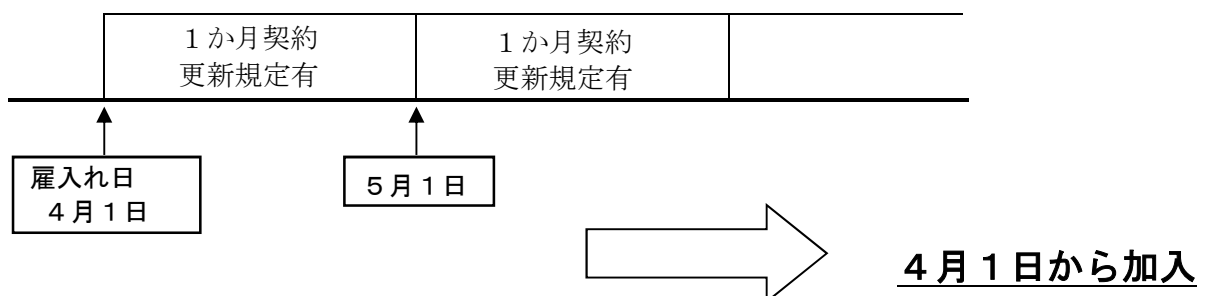 １か月契約
更新規定有
１か月契約
更新規定有
雇入れ日
４月１日
５月１日
４月１日から加入